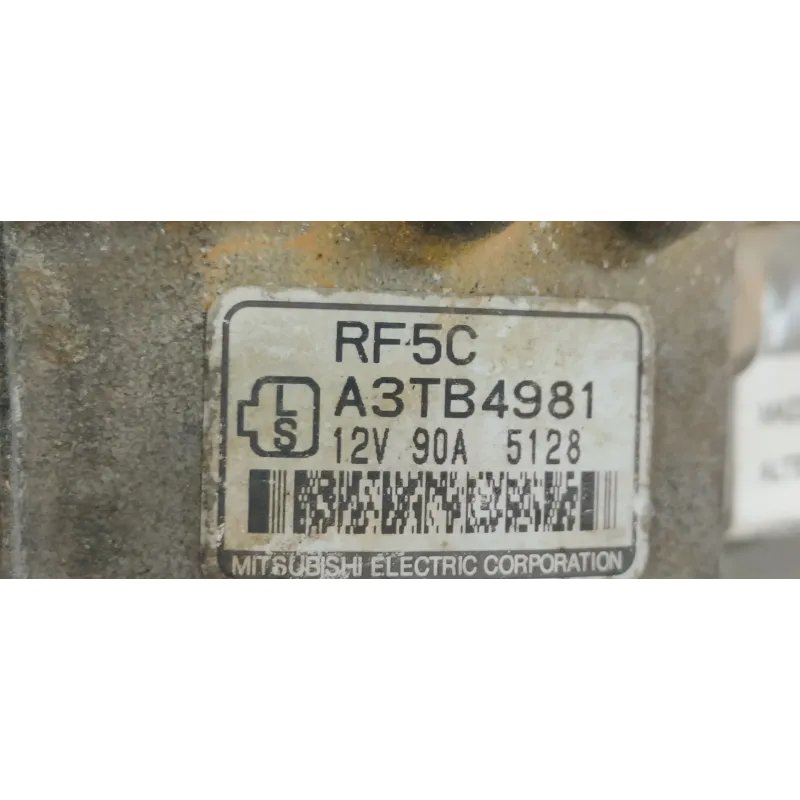 RF5C
L
S
A3TB4981
12V 90A 5128
MITSUBISHI ELECTRIC CORPORATION